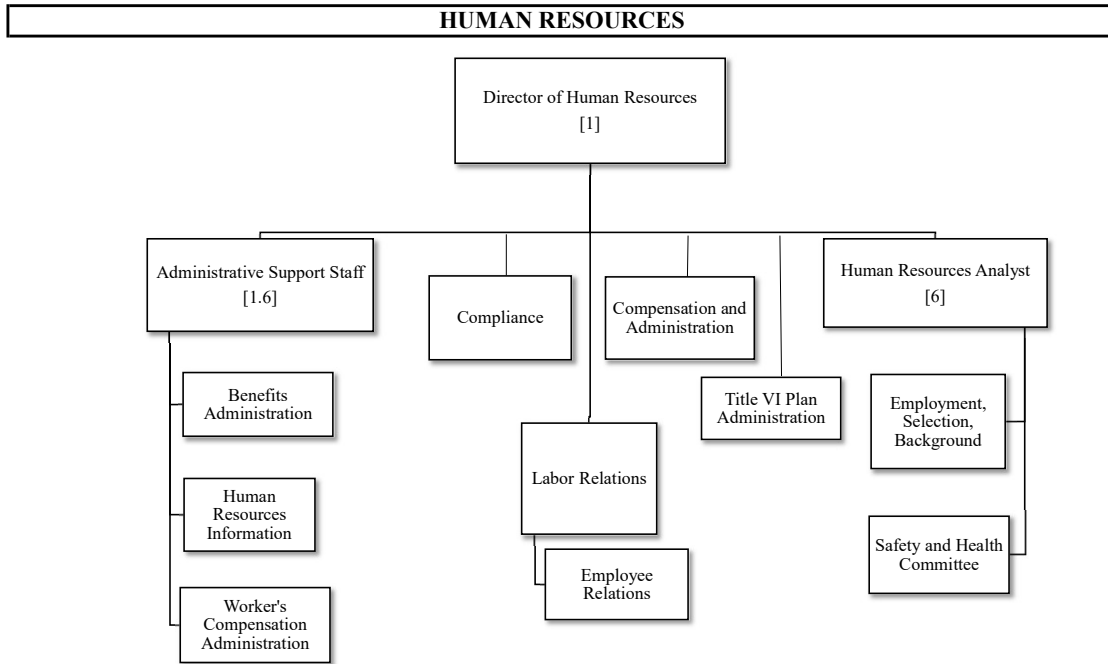 HUMAN RESOURCES
Director of Human Resources
[1]
Administrative Support Staff
[1.6]
Compliance
Compensation and
Administration
Human Resources Analyst
[6]
Benefits
Administration
Title VI Plan
Administration
Employment,
Selection,
Background
Labor Relations
Human
Resources
Information
Safety and Health
Committee
Employee
Relations
Worker's
Compensation
Administration